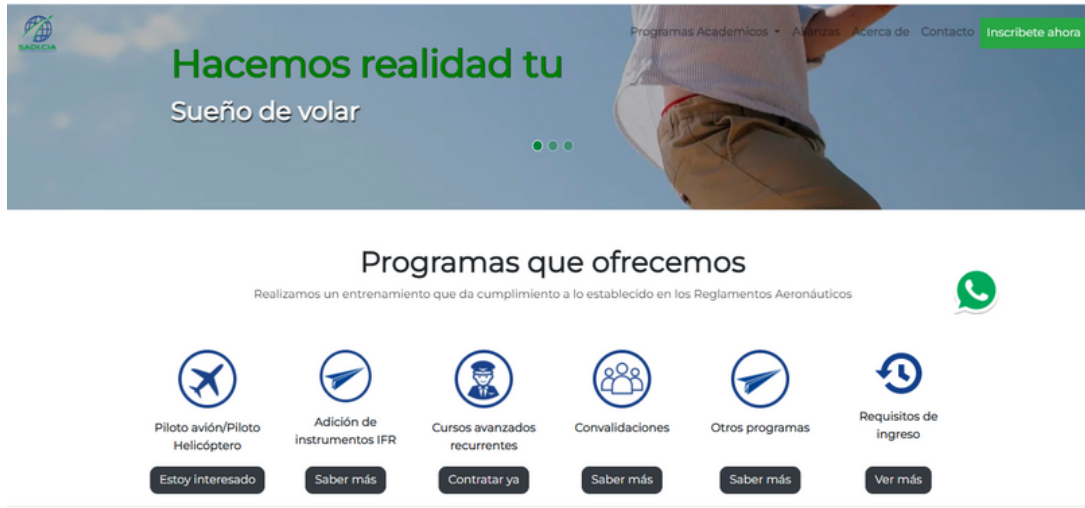 SADI.CIA
Programas Academicos
Alianzas
Acerca de
Contacto
Inscribete ahora
Hacemos realidad tu
Sueño de volar
Programas que ofrecemos
Realizamos un entrenamiento que da cumplimiento a lo establecido en los Reglamentos Aeronáuticos
Piloto avión/Piloto
Helicóptero
Estoy interesado
Adición de
instrumentos IFR
Saber más
Cursos avanzados
recurrentes
Contratar ya
Convalidaciones
Saber más
Otros programas
Saber más
Requisitos de
ingreso
Ver más